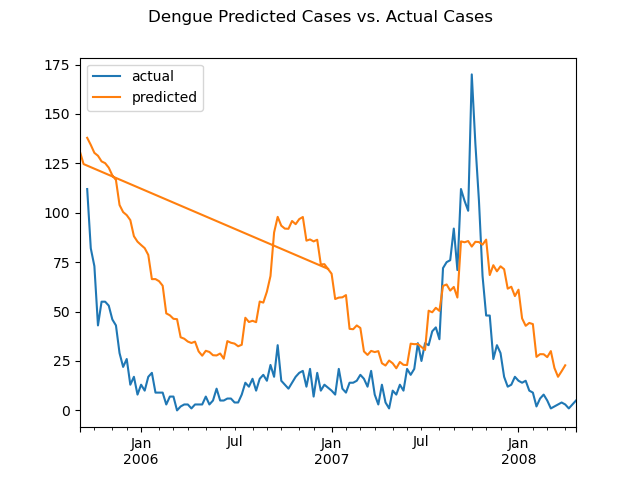 Dengue Predicted Cases vs. Actual Cases
175
150
125
100
75
50
25
0
actual
predicted
Jan
2006
Jul
Jan
2007
Jul
Jan
2008